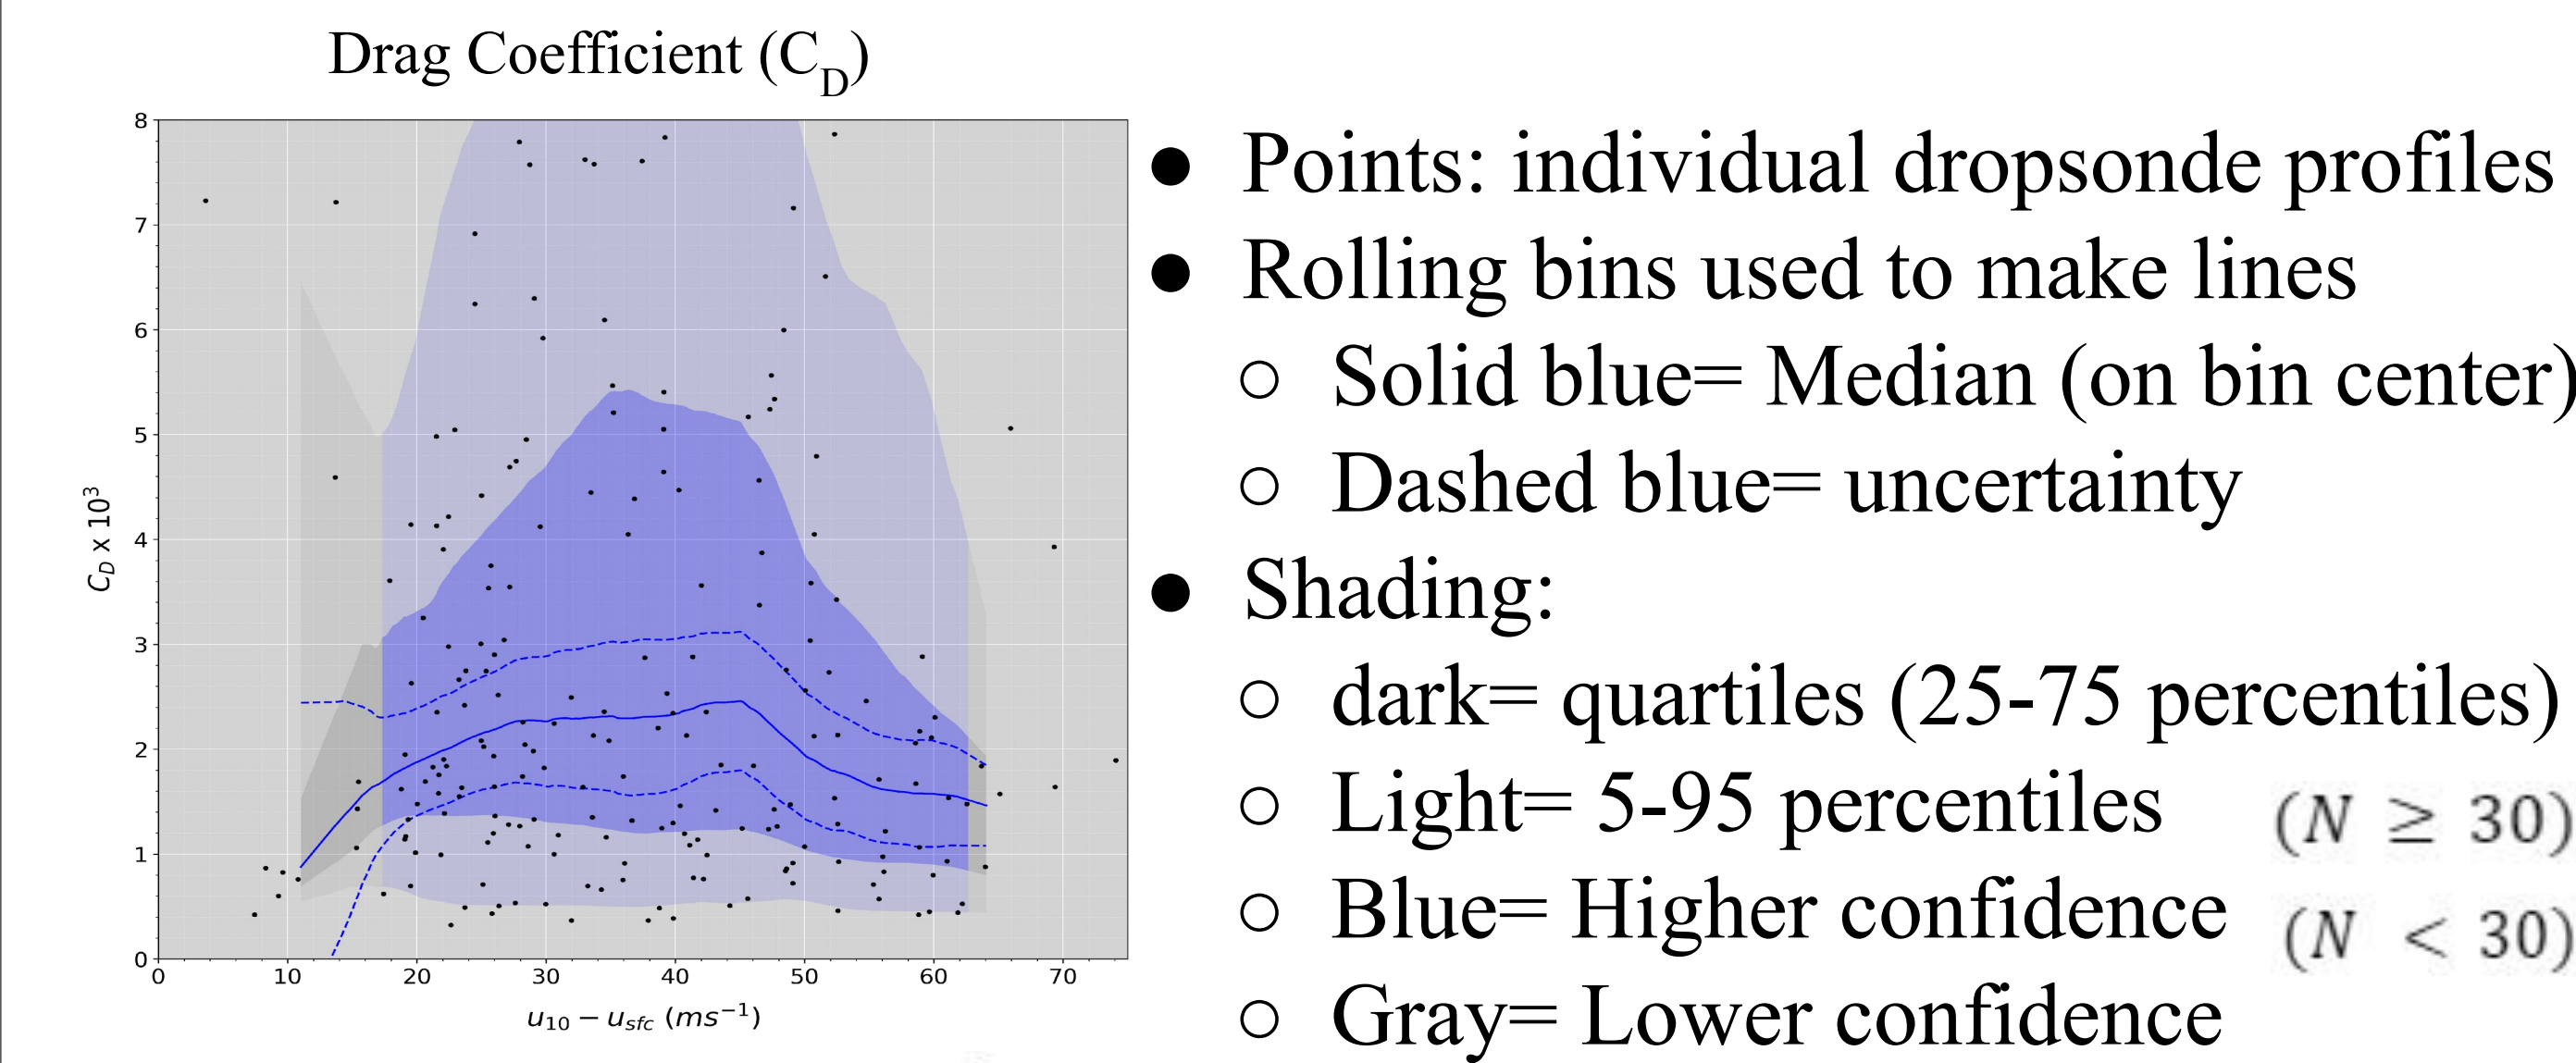 Drag Coefficient (C_D)
8
7
6
5
4
3
2
1
0
C_D x 10³
0 10 20 30 40 50 60 70
u₁₀ − u_sfc (ms⁻¹)
● Points: individual dropsonde profiles
● Rolling bins used to make lines
○ Solid blue= Median (on bin center)
○ Dashed blue= uncertainty
● Shading:
○ dark= quartiles (25-75 percentiles)
○ Light= 5-95 percentiles
(N ≥ 30)
○ Blue= Higher confidence
(N < 30)
○ Gray= Lower confidence